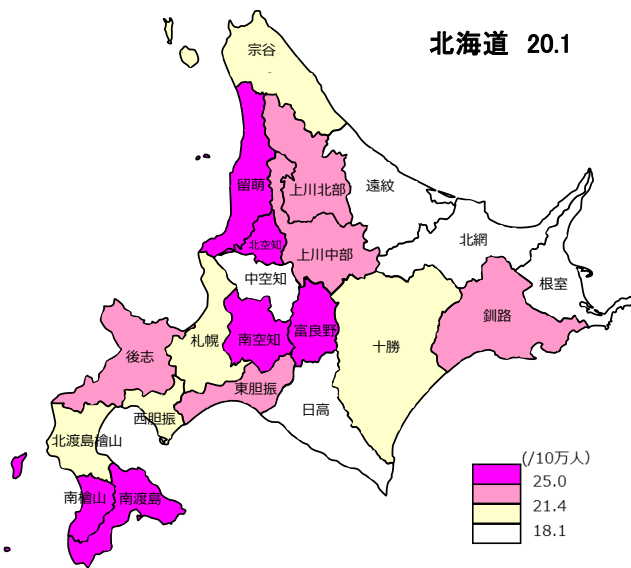 北海道 20.1
宗谷
留萌
上川北部
遠紋
北空知
上川中部
北網
中空知
根室
札幌
南空知
富良野
釧路
十勝
後志
東胆振
西胆振
日高
北渡島檜山
南檜山
南渡島
(/10万人)
25.0
21.4
18.1